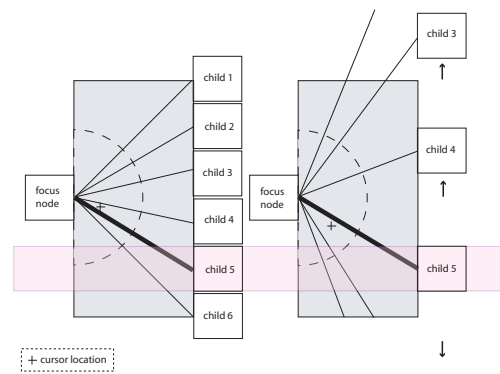 child 1
child 2
child 3
child 4
child 5
child 6
focus
node
child 3
child 4
child 5
focus
node
+ cursor location